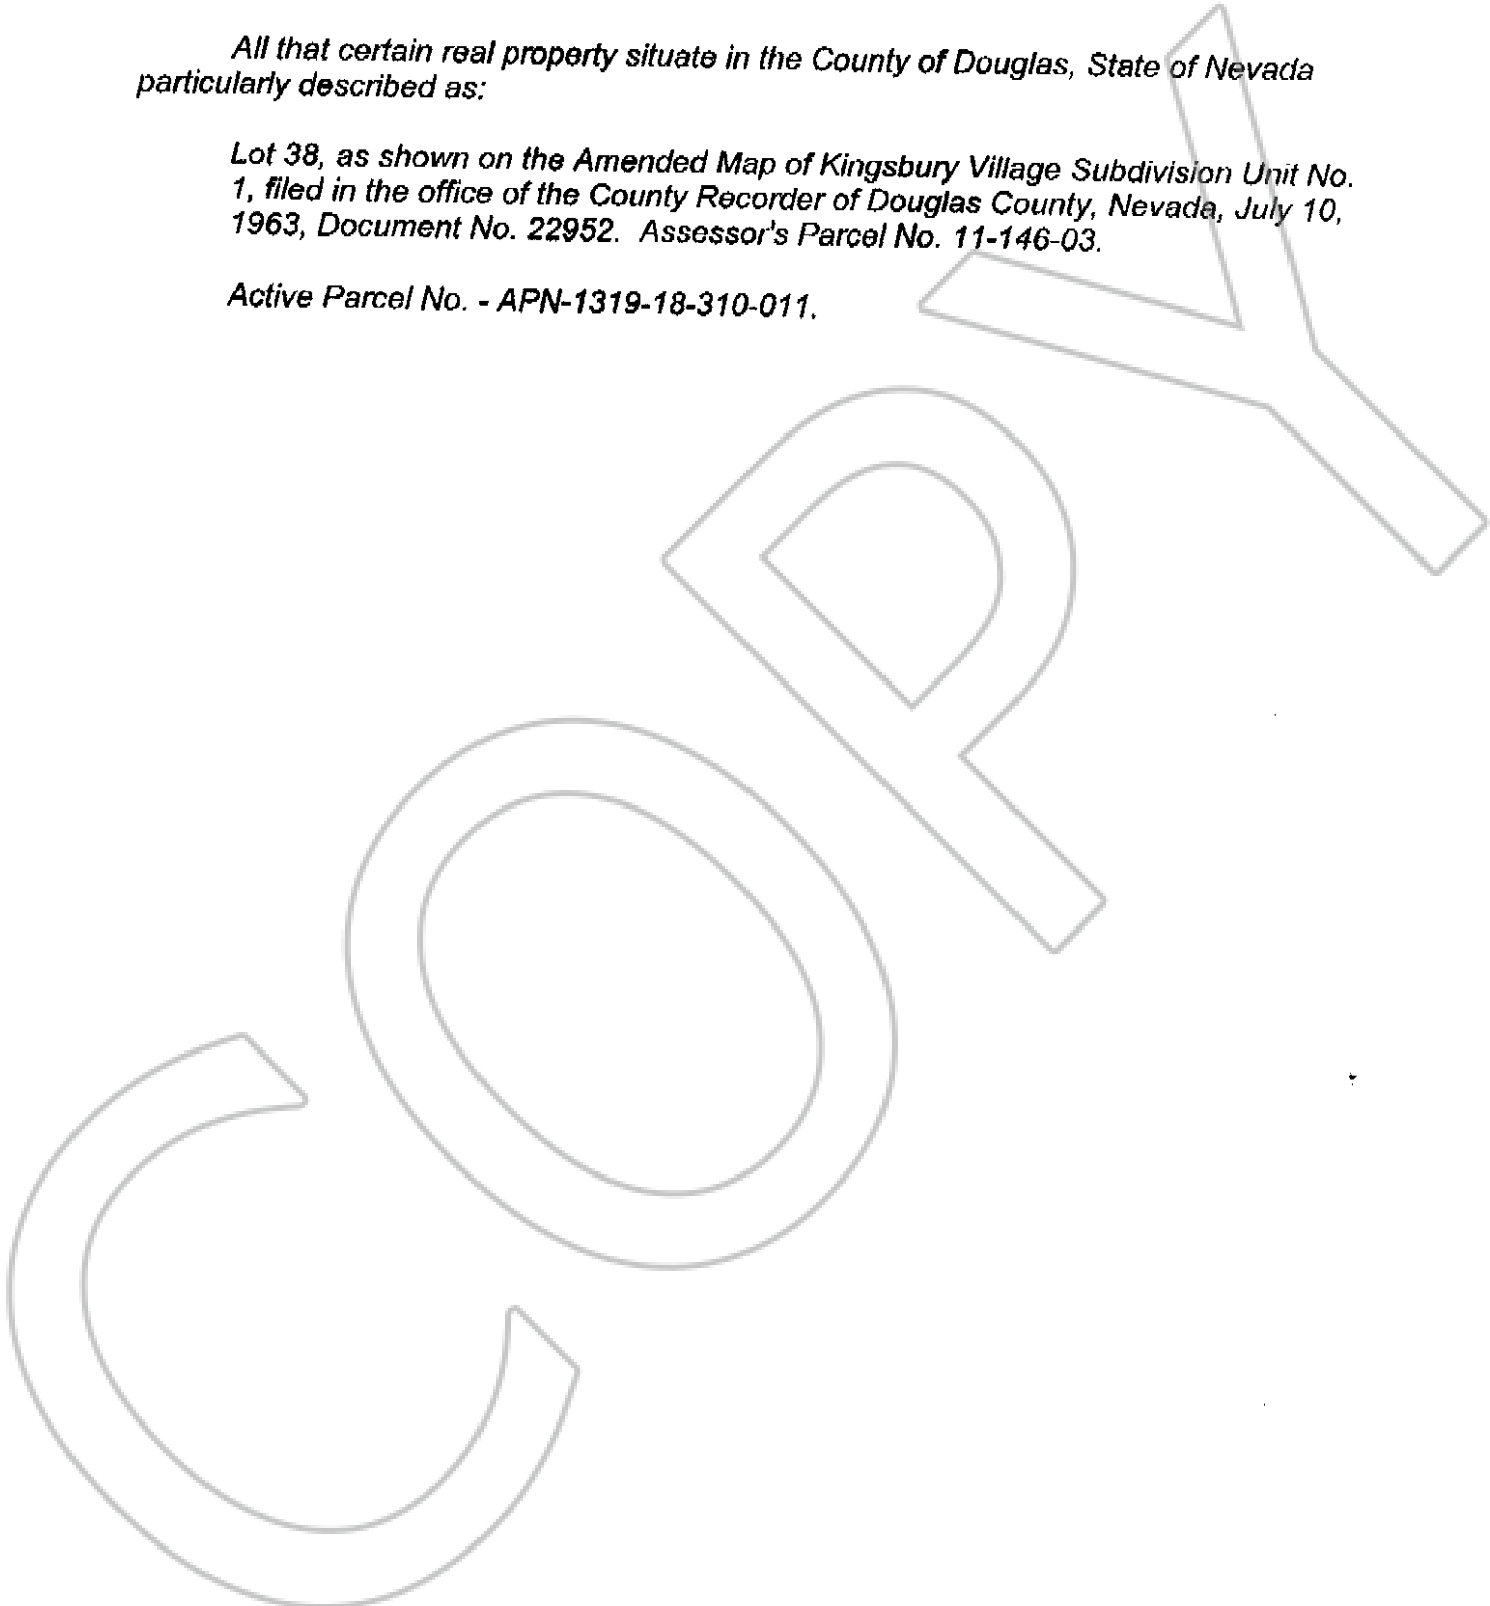 All that certain real property situate in the County of Douglas, State of Nevada
particularly described as:
Lot 38, as shown on the Amended Map of Kingsbury Village Subdivision Unit No.
1, filed in the office of the County Recorder of Douglas County, Nevada, July 10,
1963, Document No. 22952. Assessor's Parcel No. 11-146-03.
Active Parcel No. - APN-1319-18-310-011.
COPY